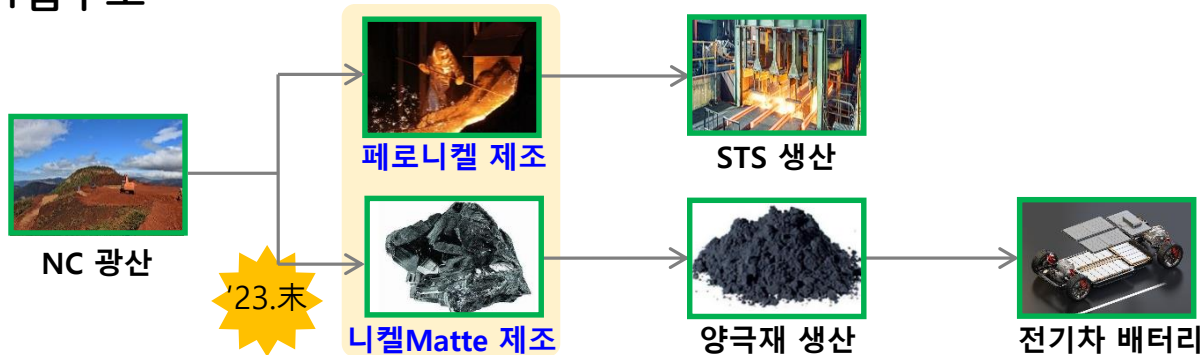 페로니켈 제조
STS 생산
NC 광산
'23.末
니켈Matte 제조
양극재 생산
전기차 배터리